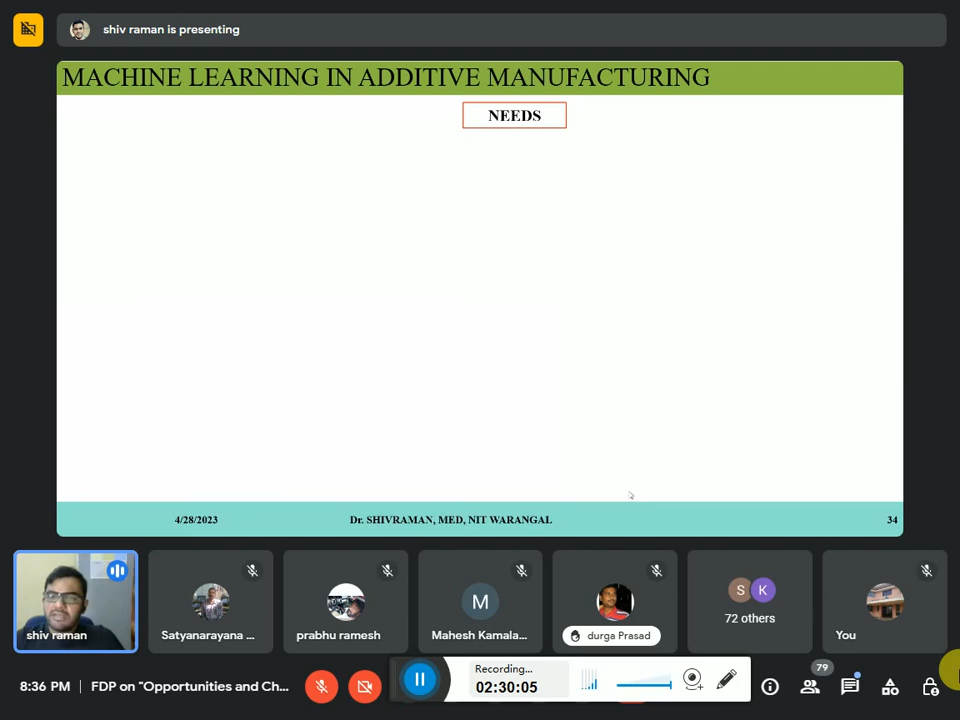 shiv raman is presenting
MACHINE LEARNING IN ADDITIVE MANUFACTURING
NEEDS
4/28/2023
Dr. SHIVRAMAN, MED, NIT WARANGAL
34
shiv raman
Satyanarayana ...
prabhu ramesh
M
Mahesh Kamala...
durga Prasad
S K
72 others
You
8:36 PM | FDP on "Opportunities and Ch...
Recording...
02:30:05
79